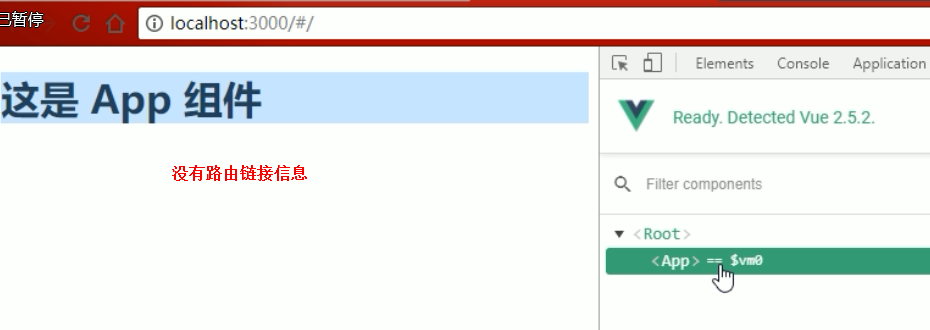 已暂停
localhost:3000/#/
Elements Console Application
这是 App 组件
Ready. Detected Vue 2.5.2.
没有路由链接信息
Filter components
<Root>
<App> == $vm0